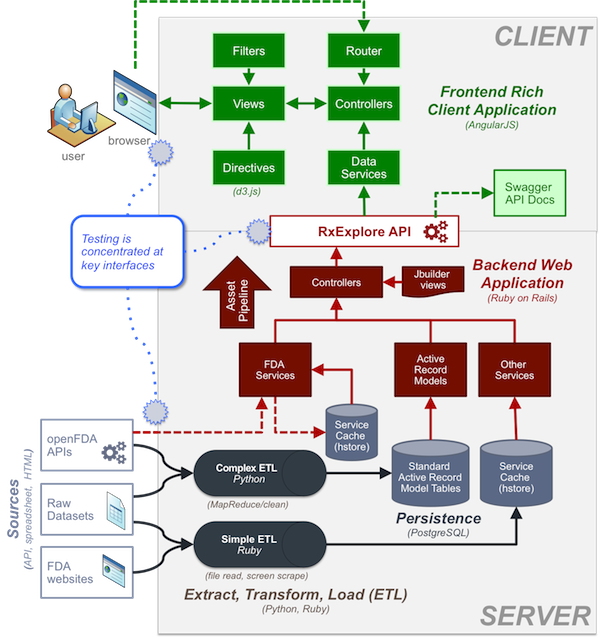 CLIENT
Filters
Router
Views
Controllers
Frontend Rich
Client Application
(AngularJS)
user
browser
Directives
(d3.js)
Data
Services
Swagger
API Docs
RxExplore API
Testing is
concentrated at
key interfaces
Asset
Pipeline
Controllers
Jbuilder
views
Backend Web
Application
(Ruby on Rails)
FDA
Services
Active
Record
Models
Other
Services
Service
Cache
(hstore)
Sources
(API, spreadsheet, HTML)
openFDA
APIs
Raw
Datasets
FDA
websites
Complex ETL
Python
(MapReduce/clean)
Standard
Active Record
Model Tables
Service
Cache
(hstore)
Persistence
(PostgreSQL)
Simple ETL
Ruby
(file read, screen scrape)
Extract, Transform, Load (ETL)
(Python, Ruby)
SERVER